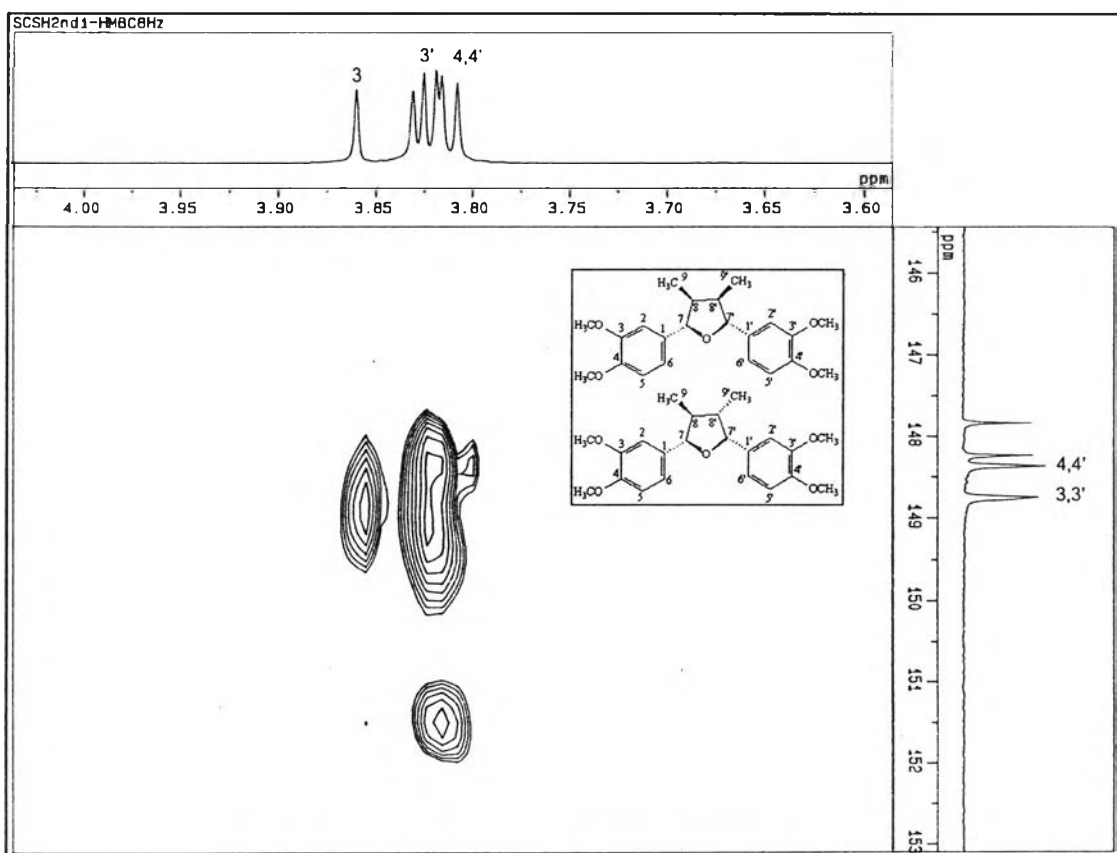 SCSH2nd1-HMBC8Hz
3 3' 4,4'
ppm
4.00 3.95 3.90 3.85 3.80 3.75 3.70 3.65 3.60
ppm
146
147
148
149
150
151
152
153
4,4'
3,3'
9 9'
H₃C CH₃
8 8'
7 7'
H₃CO 2 1 O 1' 2' OCH₃
3 3'
4 6 6' 4'
H₃CO 5 5' OCH₃
9 9'
H₃C CH₃
8 8'
7 7'
H₃CO 2 1 O 1' 2' OCH₃
3 3'
4 6 6' 4'
H₃CO 5 5' OCH₃